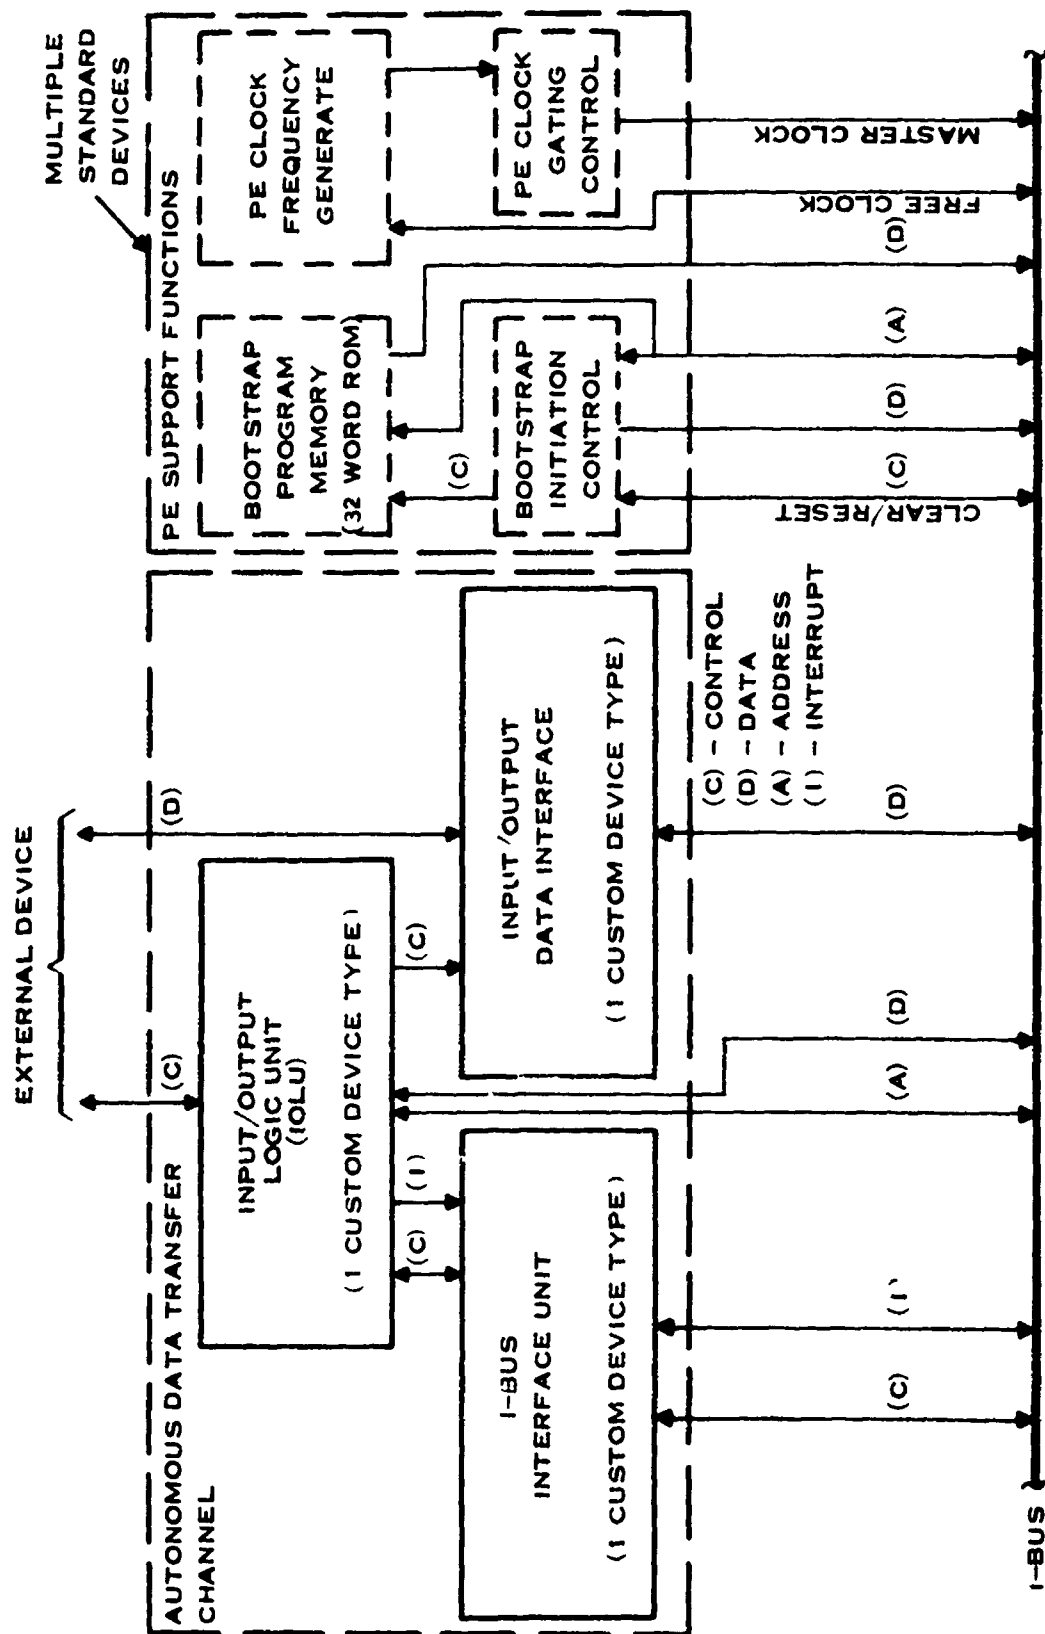 EXTERNAL DEVICE
MULTIPLE
STANDARD
DEVICES
AUTONOMOUS DATA TRANSFER
CHANNEL
(C)
(D)
INPUT/OUTPUT
LOGIC UNIT
(IOLU)
(1 CUSTOM DEVICE TYPE)
(C)
(I)
(C)
I-BUS
INTERFACE UNIT
(1 CUSTOM DEVICE TYPE)
INPUT/OUTPUT
DATA INTERFACE
(1 CUSTOM DEVICE TYPE)
(C)
(I)
(A)
(D)
(D)
PE SUPPORT FUNCTIONS
BOOTSTRAP
PROGRAM
MEMORY
(32 WORD ROM)
PE CLOCK
FREQUENCY
GENERATE
(C)
BOOTSTRAP
INITIATION
CONTROL
PE CLOCK
GATING
CONTROL
(C) – CONTROL
(D) – DATA
(A) – ADDRESS
(I) – INTERRUPT
CLEAR/RESET
(C)
(D)
(A)
(D)
FREE CLOCK
MASTER CLOCK
I-BUS